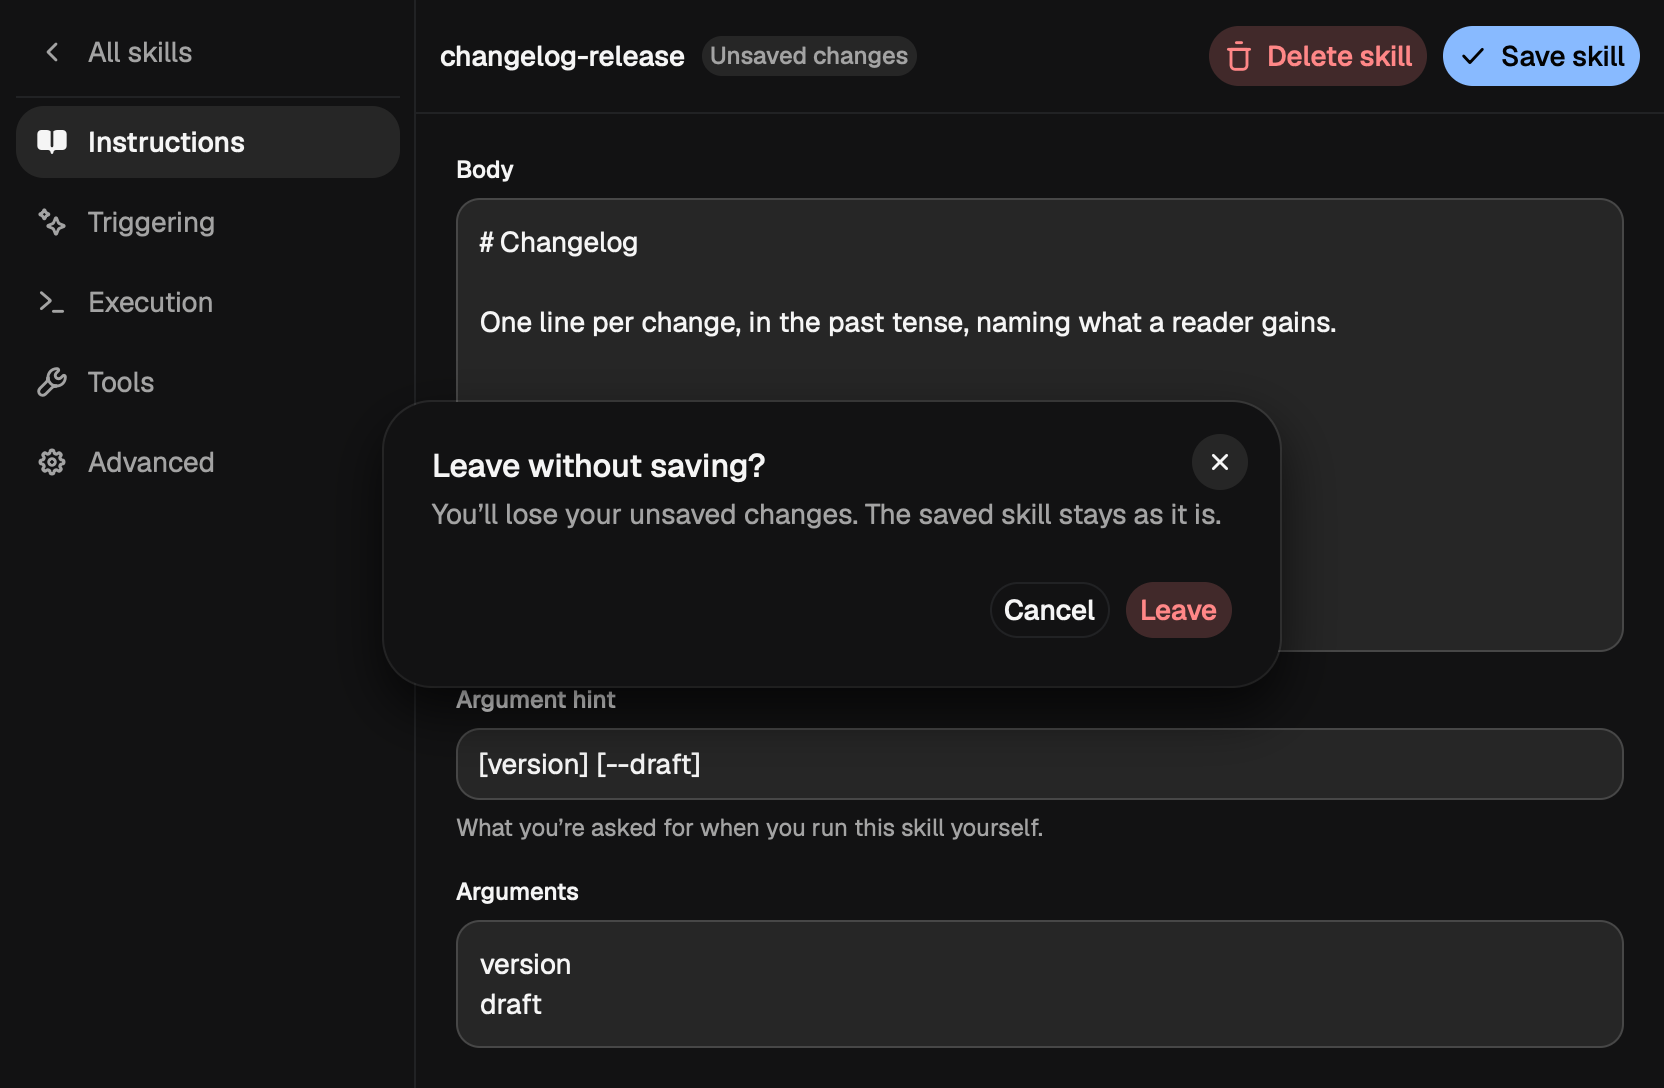 All skills
Instructions
Triggering
Execution
Tools
Advanced
changelog-release
Unsaved changes
Delete skill
Save skill
Body
# Changelog
One line per change, in the past tense, naming what a reader gains.
Leave without saving?
You’ll lose your unsaved changes. The saved skill stays as it is.
Cancel
Leave
Argument hint
[version] [--draft]
What you’re asked for when you run this skill yourself.
Arguments
version
draft